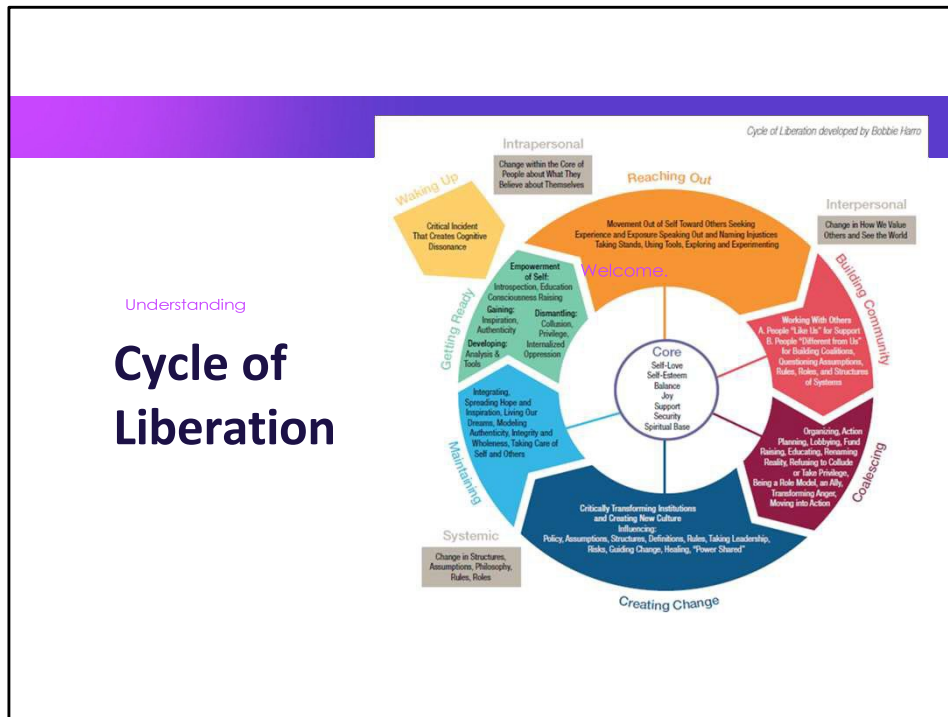 Cycle of Liberation developed by Bobbie Harro
Understanding
Cycle of
Liberation
Welcome.
Intrapersonal
Change within the Core of
People about What They
Believe about Themselves
Waking Up
Critical Incident
That Creates Cognitive
Dissonance
Getting Ready
Empowerment
of Self:
Introspection, Education
Consciousness Raising
Gaining:
Inspiration,
Authenticity
Dismantling:
Collusion,
Privilege,
Internalized
Oppression
Developing:
Analysis &
Tools
Reaching Out
Movement Out of Self Toward Others Seeking
Experience and Exposure Speaking Out and Naming Injustices
Taking Stands, Using Tools, Exploring and Experimenting
Interpersonal
Change in How We Value
Others and See the World
Building Community
Working With Others
A. People “Like Us” for Support
B. People “Different from Us”
for Building Coalitions,
Questioning Assumptions,
Rules, Roles, and Structures
of Systems
Coalescing
Organizing, Action
Planning, Lobbying, Fund
Raising, Educating, Renaming
Reality, Refusing to Collude
or Take Privilege,
Being a Role Model, an Ally,
Transforming Anger,
Moving into Action
Creating Change
Critically Transforming Institutions
and Creating New Culture
Influencing:
Policy, Assumptions, Structures, Definitions, Rules, Taking Leadership,
Risks, Guiding Change, Healing, “Power Shared”
Systemic
Change in Structures,
Assumptions, Philosophy,
Rules, Roles
Maintaining
Integrating,
Spreading Hope and
Inspiration, Living Our
Dreams, Modeling
Authenticity, Integrity and
Wholeness, Taking Care of
Self and Others
Core
Self-Love
Self-Esteem
Balance
Joy
Support
Security
Spiritual Base